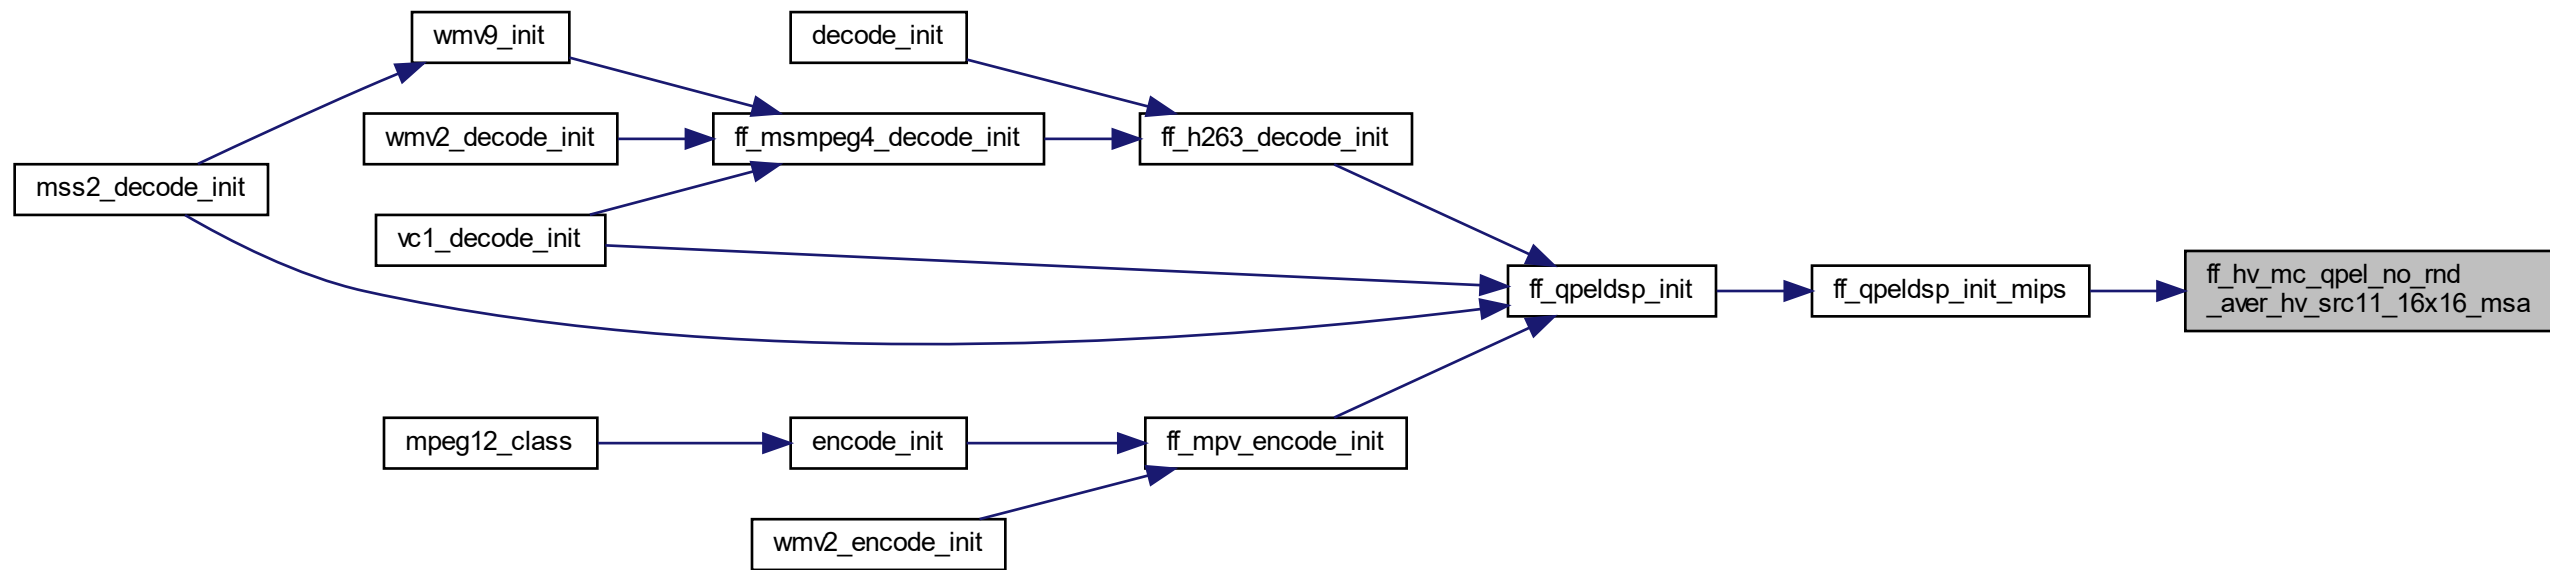 wmv9_init
decode_init
wmv2_decode_init
ff_msmpeg4_decode_init
ff_h263_decode_init
mss2_decode_init
vc1_decode_init
ff_qpeldsp_init
ff_qpeldsp_init_mips
ff_hv_mc_qpel_no_rnd
_aver_hv_src11_16x16_msa
mpeg12_class
encode_init
ff_mpv_encode_init
wmv2_encode_init